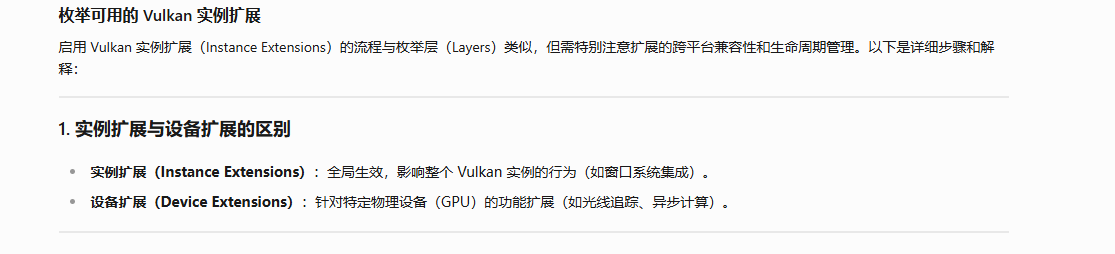 枚举可用的 Vulkan 实例扩展
启用 Vulkan 实例扩展（Instance Extensions）的流程与枚举层（Layers）类似，但需特别注意扩展的跨平台兼容性和生命周期管理。以下是详细步骤和解
释：
1. 实例扩展与设备扩展的区别
• 实例扩展（Instance Extensions）：全局生效，影响整个 Vulkan 实例的行为（如窗口系统集成）。
• 设备扩展（Device Extensions）：针对特定物理设备（GPU）的功能扩展（如光线追踪、异步计算）。